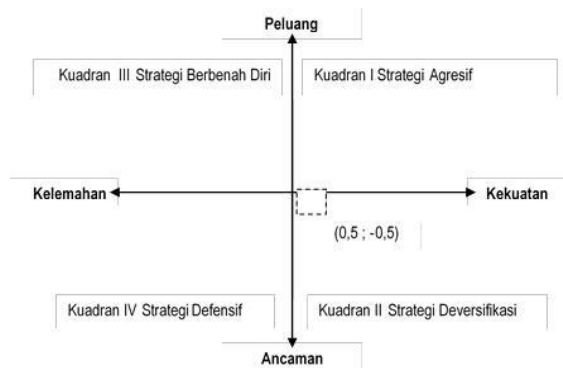 Peluang
Kuadran III Strategi Berbenah Diri
Kuadran I Strategi Agresif
Kelemahan
Kekuatan
(0,5 ; -0,5)
Kuadran IV Strategi Defensif
Kuadran II Strategi Deversifikasi
Ancaman